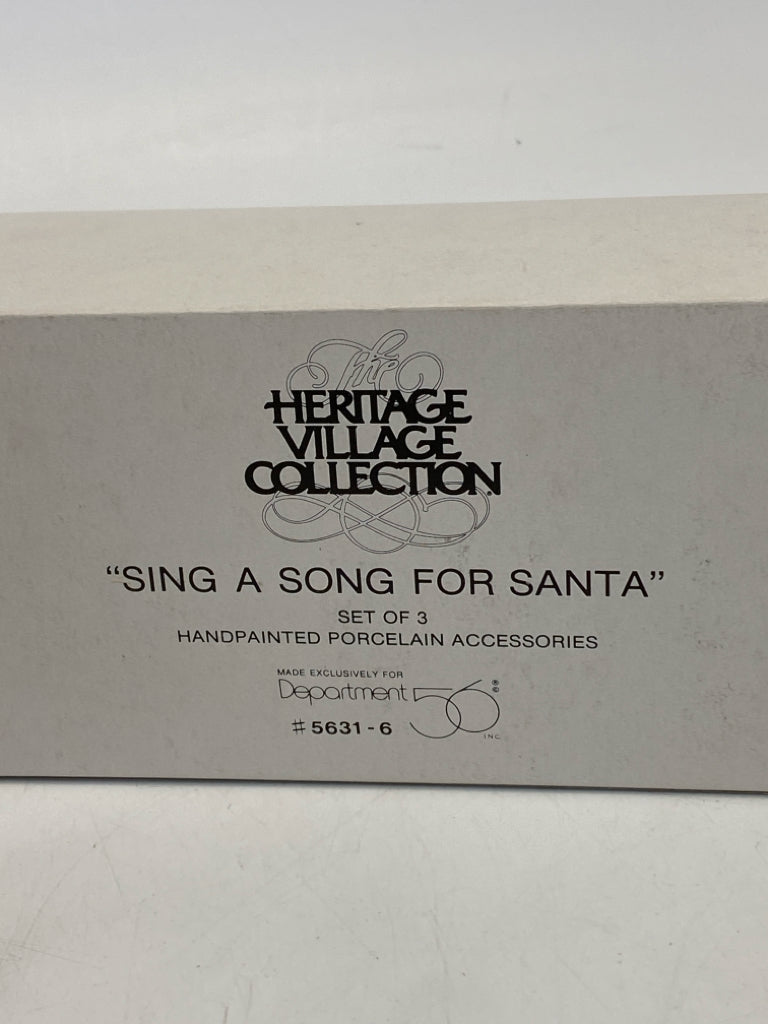 The
HERITAGE
VILLAGE
COLLECTION
"SING A SONG FOR SANTA"
SET OF 3
HANDPAINTED PORCELAIN ACCESSORIES
MADE EXCLUSIVELY FOR
Department 56 ® ©
INC.
#5631-6